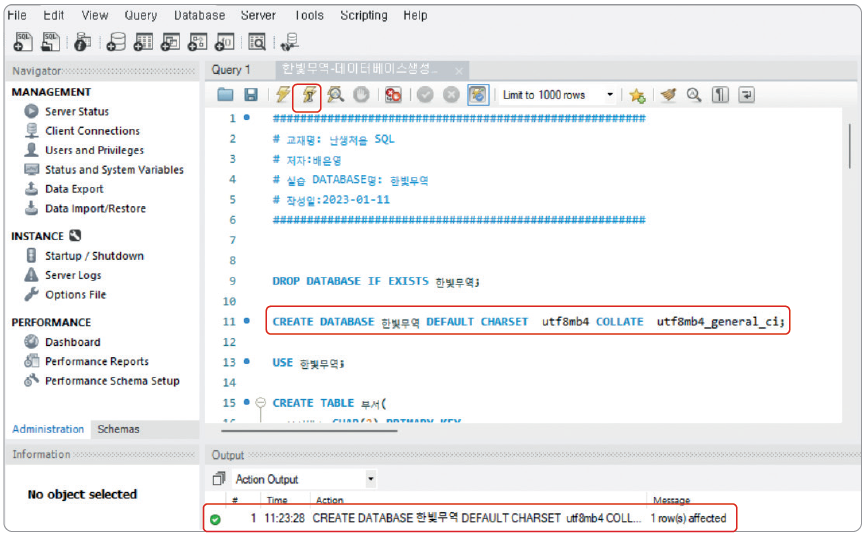 File Edit View Query Database Server Tools Scripting Help
Navigator
Query 1 한빛무역-데이터베이스생성...
MANAGEMENT
Server Status
Client Connections
Users and Privileges
Status and System Variables
Data Export
Data Import/Restore
INSTANCE
Startup / Shutdown
Server Logs
Options File
PERFORMANCE
Dashboard
Performance Reports
Performance Schema Setup
Administration Schemas
Information
No object selected
Limit to 1000 rows
1 #######################################################
2 # 교재명: 난생처음 SQL
3 # 저자:배은영
4 # 실습 DATABASE명: 한빛무역
5 # 작성일:2023-01-11
6 #######################################################
7
8
9 DROP DATABASE IF EXISTS 한빛무역;
10
11 CREATE DATABASE 한빛무역 DEFAULT CHARSET utf8mb4 COLLATE utf8mb4_general_ci;
12
13 USE 한빛무역;
14
15 CREATE TABLE 부서(
16 CHAR(2) PRIMARY KEY
Output
Action Output
# Time Action Message
1 11:23:28 CREATE DATABASE 한빛무역 DEFAULT CHARSET utf8mb4 COLL... 1 row(s) affected